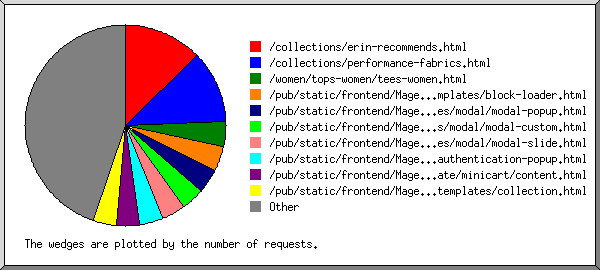 /collections/erin-recommends.html
/collections/performance-fabrics.html
/women/tops-women/tees-women.html
/pub/static/frontend/Mage...mplates/block-loader.html
/pub/static/frontend/Mage...es/modal/modal-popup.html
/pub/static/frontend/Mage...s/modal/modal-custom.html
/pub/static/frontend/Mage...es/modal/modal-slide.html
/pub/static/frontend/Mage...authentication-popup.html
/pub/static/frontend/Mage...ate/minicart/content.html
/pub/static/frontend/Mage...templates/collection.html
Other
The wedges are plotted by the number of requests.